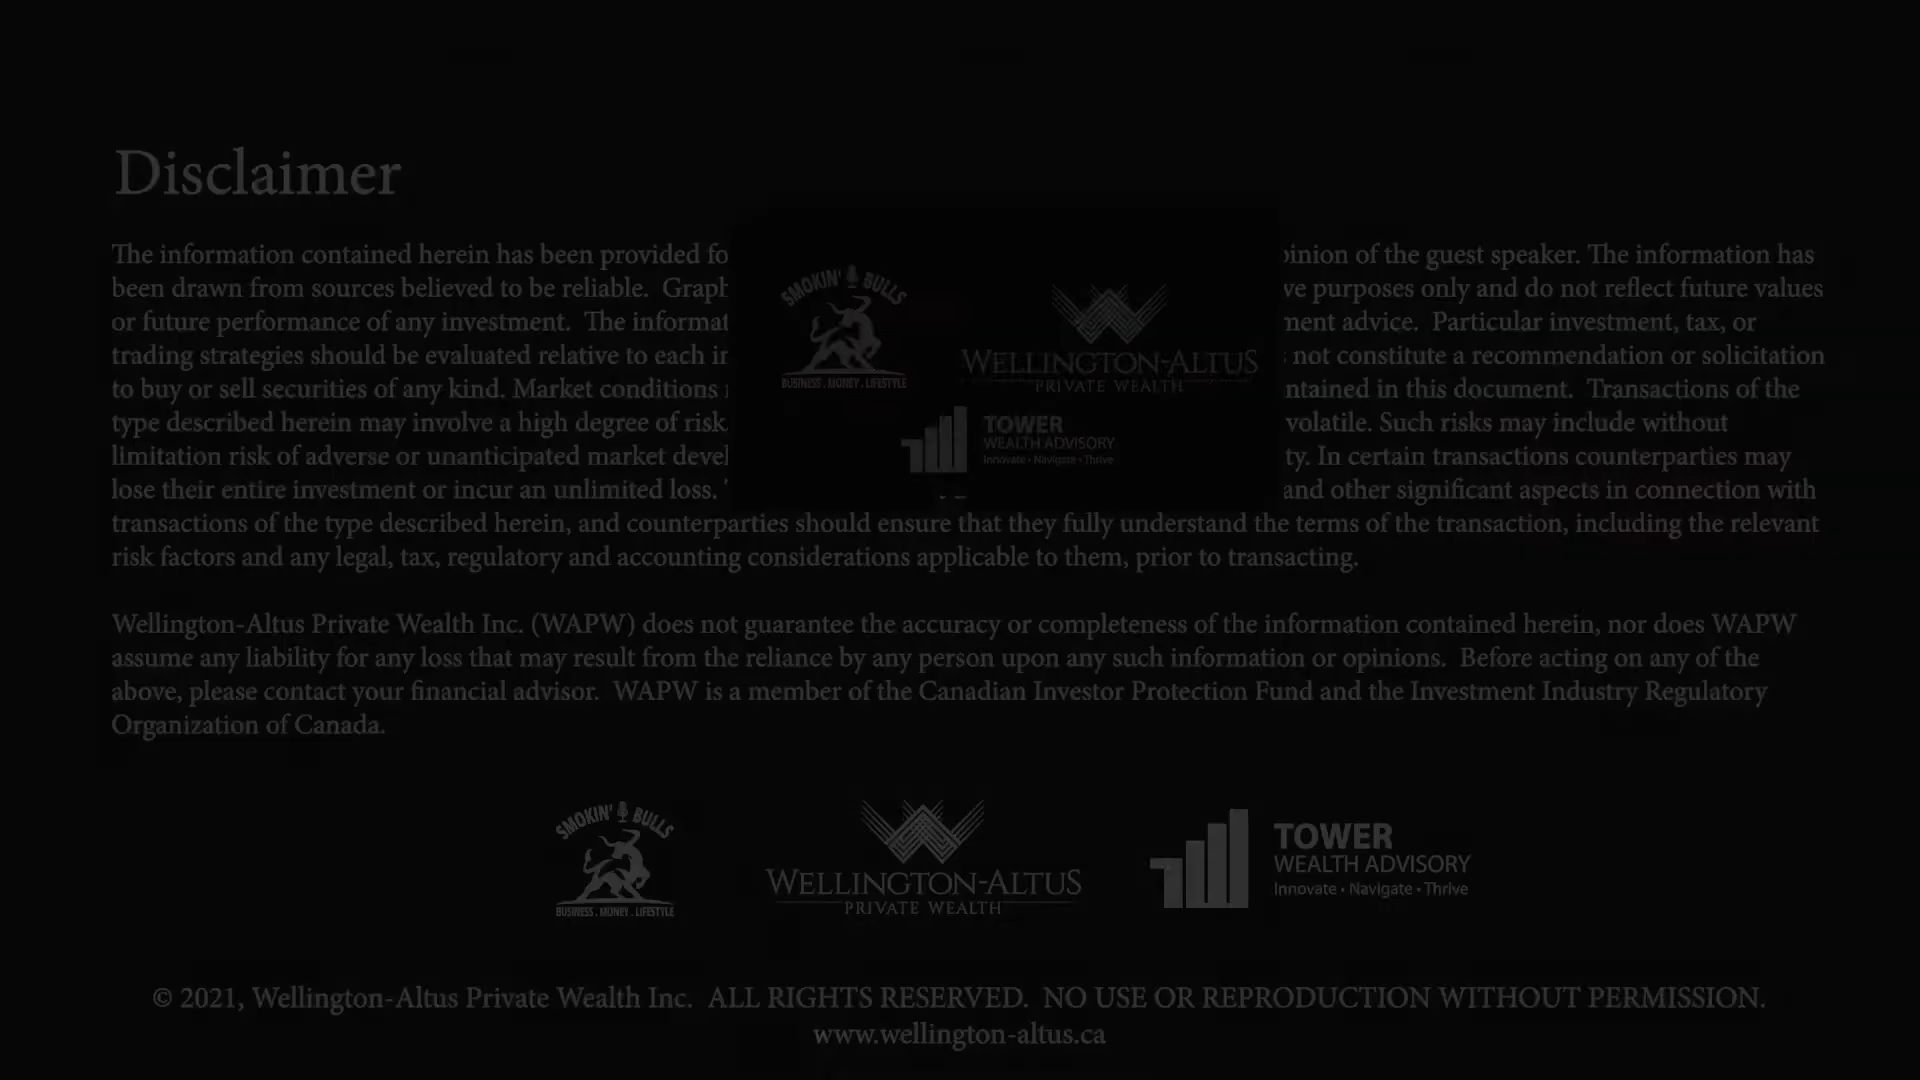 Disclaimer
The information contained herein has been provided fo
inion of the guest speaker. The information has
been drawn from sources believed to be reliable. Graph
ve purposes only and do not reflect future values
or future performance of any investment. The informat
ment advice. Particular investment, tax, or
trading strategies should be evaluated relative to each in
not constitute a recommendation or solicitation
to buy or sell securities of any kind. Market conditions
ntained in this document. Transactions of the
type described herein may involve a high degree of risk
volatile. Such risks may include without
limitation risk of adverse or unanticipated market devel
ty. In certain transactions counterparties may
lose their entire investment or incur an unlimited loss.
and other significant aspects in connection with
SMOKIN' BULLS
BUSINESS . MONEY . LIFESTYLE
WELLINGTON-ALTUS
PRIVATE WEALTH
TOWER
WEALTH ADVISORY
Innovate • Navigate • Thrive
transactions of the type described herein, and counterparties should ensure that they fully understand the terms of the transaction, including the relevant
risk factors and any legal, tax, regulatory and accounting considerations applicable to them, prior to transacting.
Wellington-Altus Private Wealth Inc. (WAPW) does not guarantee the accuracy or completeness of the information contained herein, nor does WAPW
assume any liability for any loss that may result from the reliance by any person upon any such information or opinions. Before acting on any of the
above, please contact your financial advisor. WAPW is a member of the Canadian Investor Protection Fund and the Investment Industry Regulatory
Organization of Canada.
SMOKIN' BULLS
BUSINESS . MONEY . LIFESTYLE
WELLINGTON-ALTUS
PRIVATE WEALTH
TOWER
WEALTH ADVISORY
Innovate • Navigate • Thrive
© 2021, Wellington-Altus Private Wealth Inc. ALL RIGHTS RESERVED. NO USE OR REPRODUCTION WITHOUT PERMISSION.
www.wellington-altus.ca